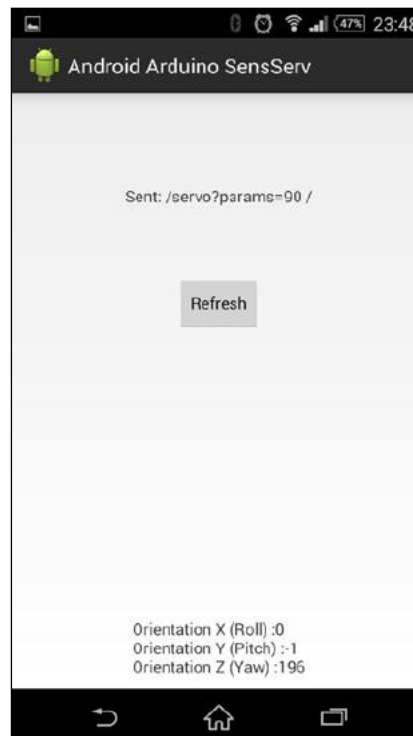 47% 23:48
Android Arduino SensServ
Sent: /servo?params=90 /
Refresh
Orientation X (Roll) :0
Orientation Y (Pitch) :-1
Orientation Z (Yaw) :196